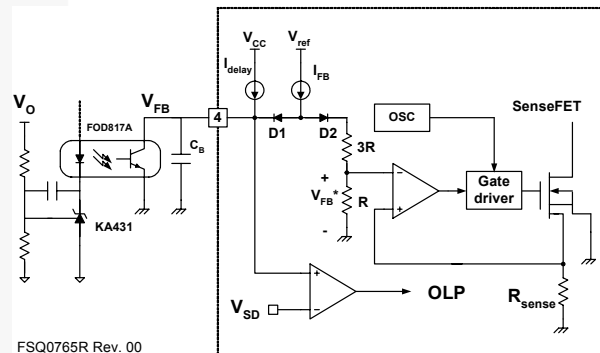 V_CC V_ref
I_delay I_FB
V_O V_FB 4 SenseFET
FOD817A D1 D2 OSC
C_B 3R
+ − Gate driver
V_FB* R
KA431 - +
+ OLP R_sense
V_SD −
FSQ0765R Rev. 00